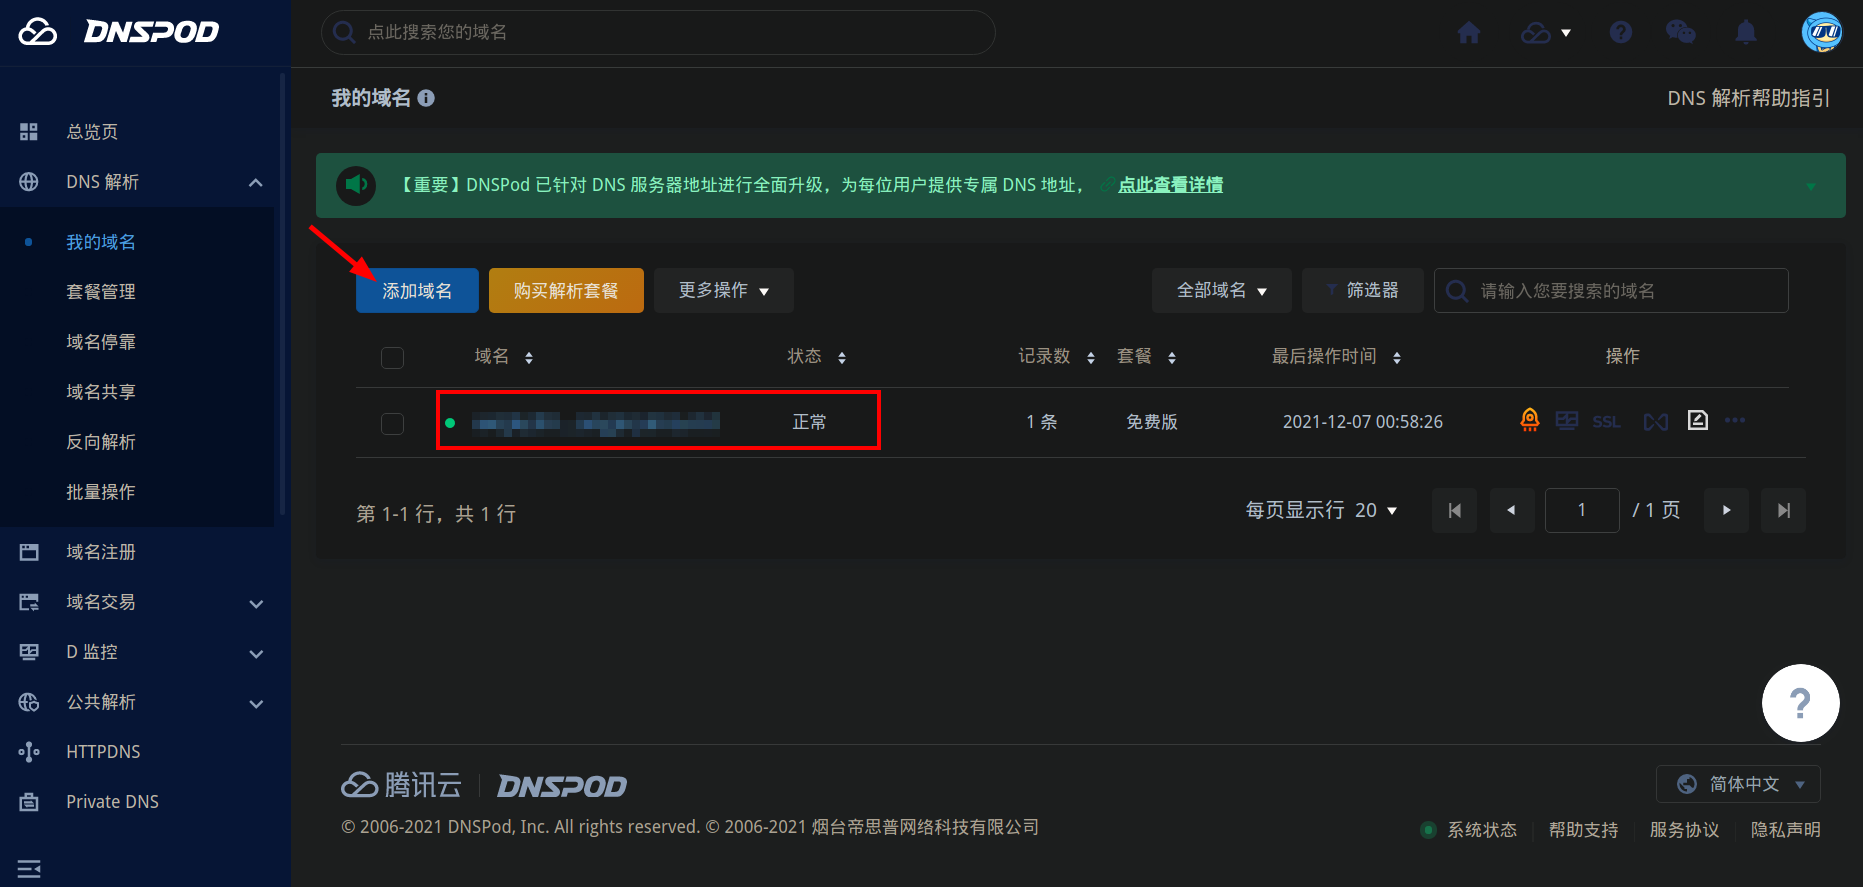 DNSPOD
点此搜索您的域名
我的域名
DNS 解析帮助指引
总览页
DNS 解析
我的域名
套餐管理
域名停靠
域名共享
反向解析
批量操作
域名注册
域名交易
D 监控
公共解析
HTTPDNS
Private DNS
【重要】DNSPod 已针对 DNS 服务器地址进行全面升级，为每位用户提供专属 DNS 地址， 点此查看详情
添加域名 购买解析套餐 更多操作 全部域名 筛选器 请输入您要搜索的域名
域名 状态 记录数 套餐 最后操作时间 操作
正常 1 条 免费版 2021-12-07 00:58:26 SSL
第 1-1 行，共 1 行 每页显示行 20 1 / 1 页
?
腾讯云 DNSPOD
简体中文
© 2006-2021 DNSPod, Inc. All rights reserved. © 2006-2021 烟台帝思普网络科技有限公司
系统状态 帮助支持 服务协议 隐私声明